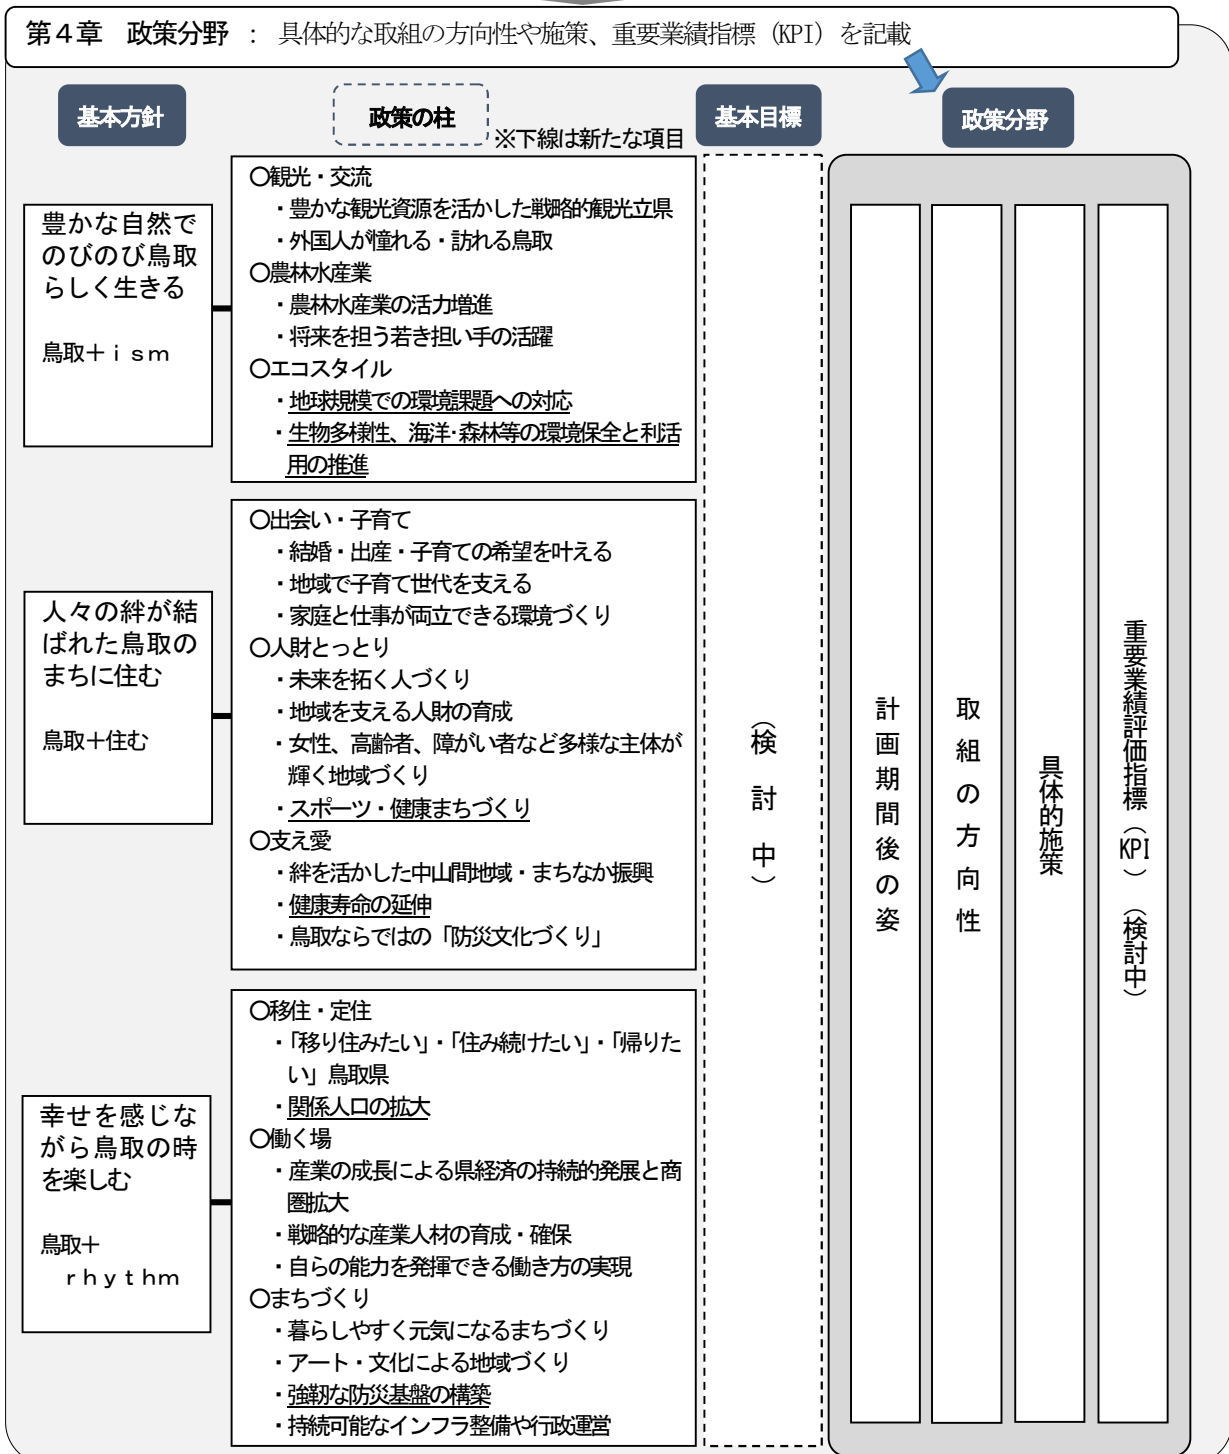 第4章 政策分野 : 具体的な取組の方向性や施策、重要業績指標(KPI)を記載
基本方針
政策の柱
※下線は新たな項目
基本目標
政策分野
豊かな自然で
のびのび鳥取
らしく生きる
鳥取+ism
〇観光・交流
・豊かな観光資源を活かした戦略的観光立県
・外国人が憧れる・訪れる鳥取
〇農林水産業
・農林水産業の活力増進
・将来を担う若き担い手の活躍
〇エコスタイル
・地球規模での環境課題への対応
・生物多様性、海洋・森林等の環境保全と利活
用の推進
人々の絆が結
ばれた鳥取の
まちに住む
鳥取+住む
〇出会い・子育て
・結婚・出産・子育ての希望を叶える
・地域で子育て世代を支える
・家庭と仕事が両立できる環境づくり
〇人財とっとり
・未来を拓く人づくり
・地域を支える人財の育成
・女性、高齢者、障がい者など多様な主体が
輝く地域づくり
・スポーツ・健康まちづくり
〇支え愛
・絆を活かした中山間地域・まちなか振興
・健康寿命の延伸
・鳥取ならではの「防災文化づくり」
幸せを感じな
がら鳥取の時
を楽しむ
鳥取+
rhythm
〇移住・定住
・「移り住みたい」・「住み続けたい」・「帰りた
い」鳥取県
・関係人口の拡大
〇働く場
・産業の成長による県経済の持続的発展と商
圏拡大
・戦略的な産業人材の育成・確保
・自らの能力を発揮できる働き方の実現
〇まちづくり
・暮らしやすく元気になるまちづくり
・アート・文化による地域づくり
・強靭な防災基盤の構築
・持続可能なインフラ整備や行政運営
(検討中)
計画期間後の姿
取組の方向性
具体的施策
重要業績評価指標(KPI)(検討中)